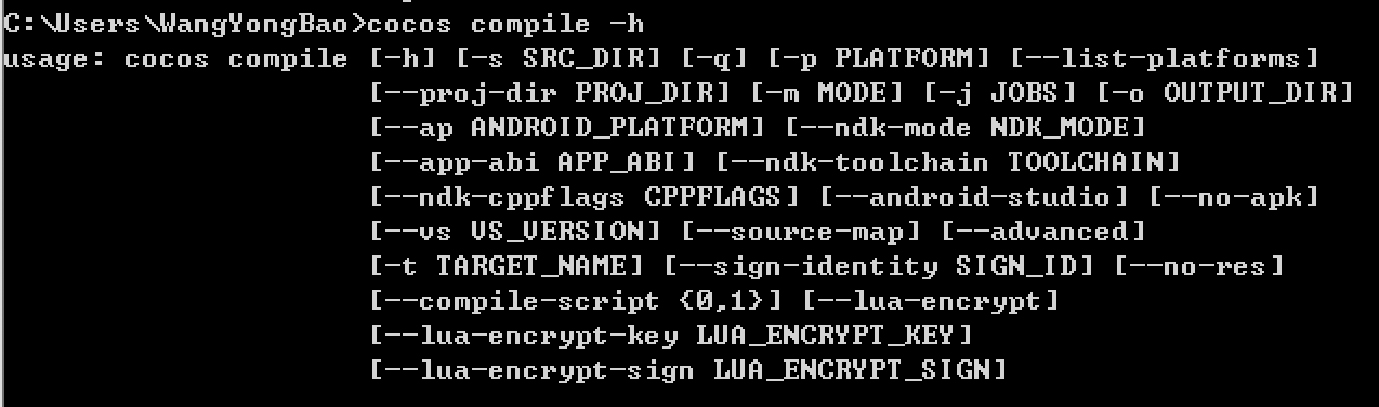 C:\Users\WangYongBao>cocos compile -h
usage: cocos compile [-h] [-s SRC_DIR] [-q] [-p PLATFORM] [--list-platforms]
[--proj-dir PROJ_DIR] [-m MODE] [-j JOBS] [-o OUTPUT_DIR]
[--ap ANDROID_PLATFORM] [--ndk-mode NDK_MODE]
[--app-abi APP_ABI] [--ndk-toolchain TOOLCHAIN]
[--ndk-cppflags CPPFLAGS] [--android-studio] [--no-apk]
[--vs VS_VERSION] [--source-map] [--advanced]
[-t TARGET_NAME] [--sign-identity SIGN_ID] [--no-res]
[--compile-script {0,1}] [--lua-encrypt]
[--lua-encrypt-key LUA_ENCRYPT_KEY]
[--lua-encrypt-sign LUA_ENCRYPT_SIGN]